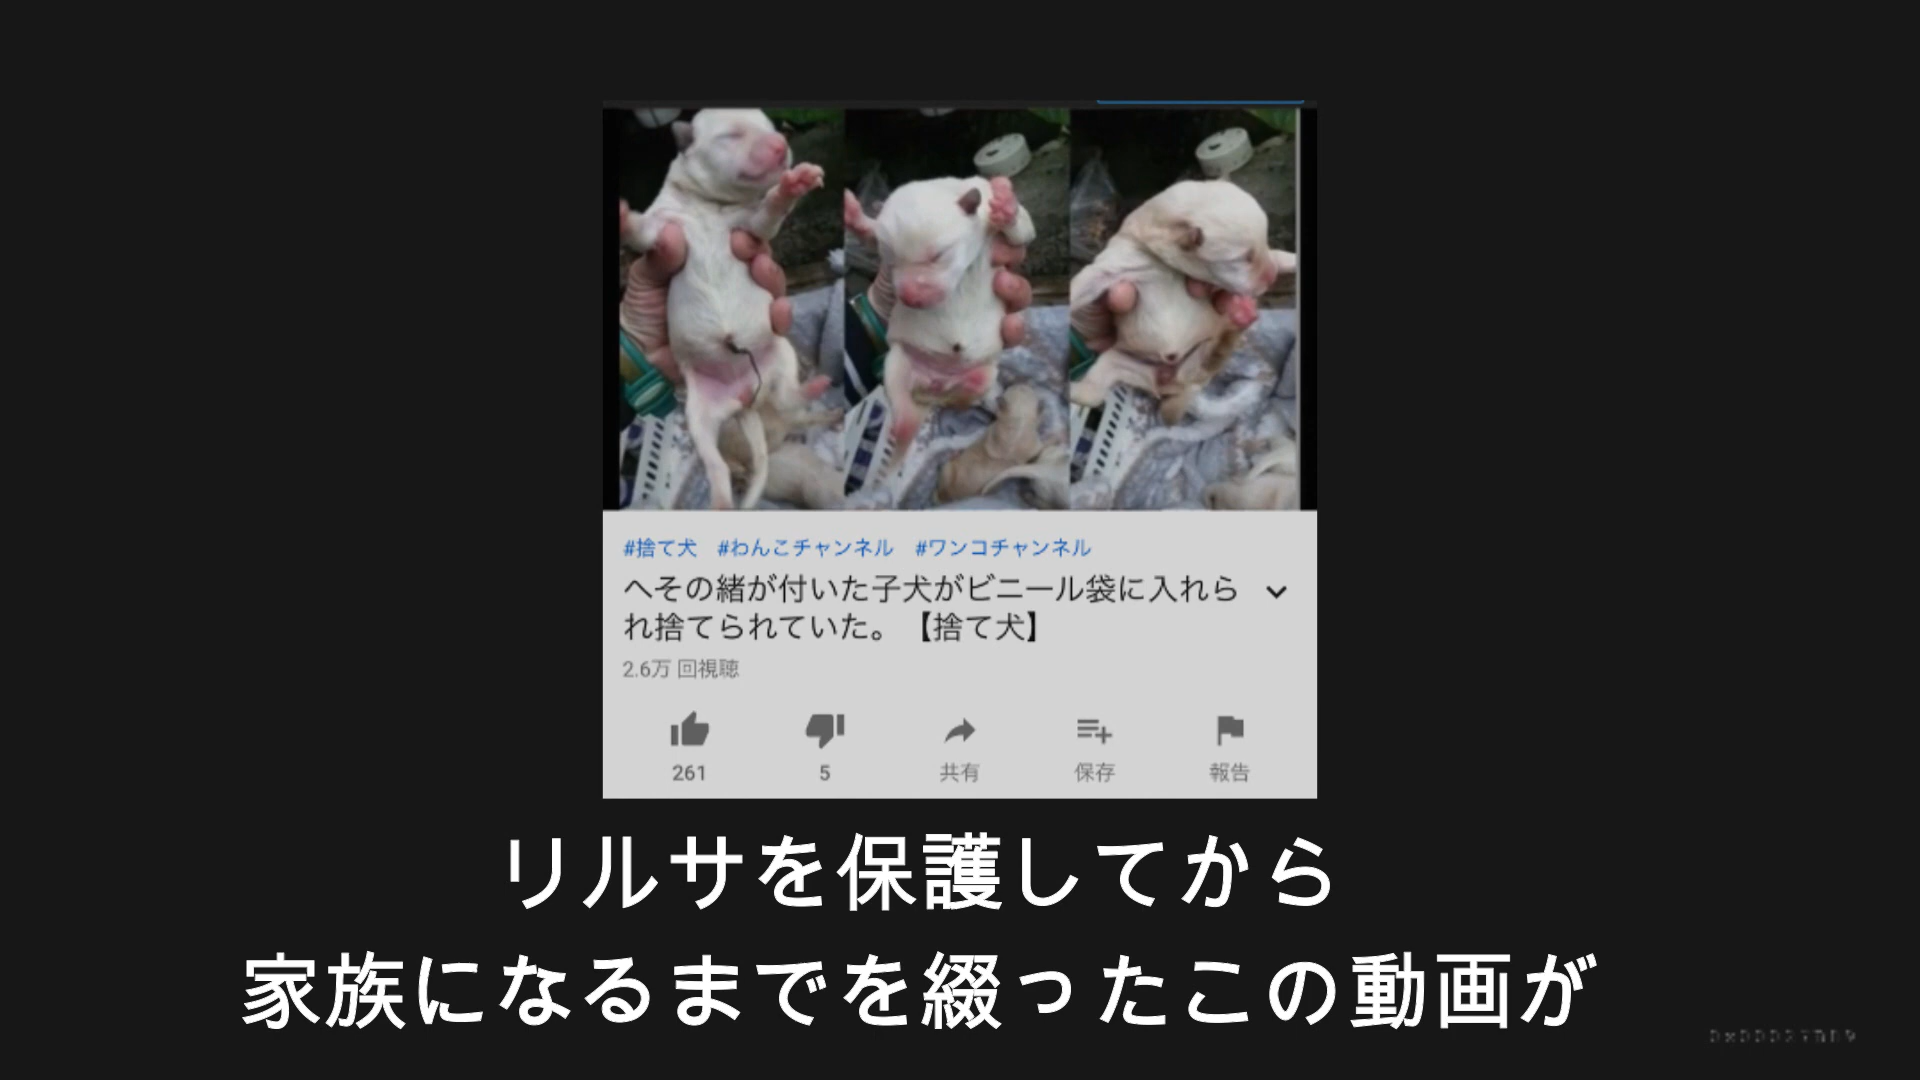 #捨て犬 #わんこチャンネル #ワンコチャンネル
へその緒が付いた子犬がビニール袋に入れら
れ捨てられていた。【捨て犬】
2.6万 回視聴
261 5 共有 保存 報告
リルサを保護してから
家族になるまでを綴ったこの動画が